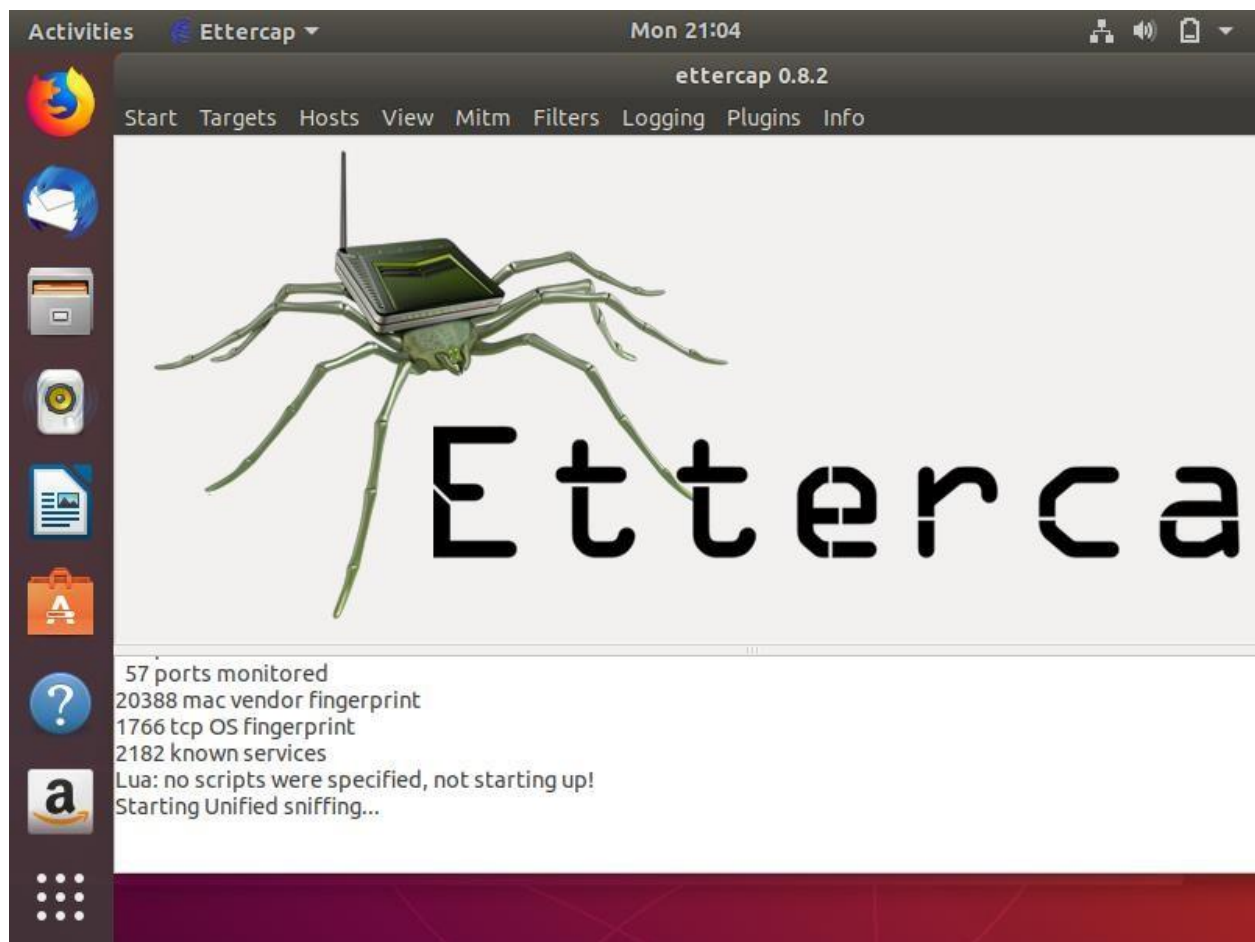 Activities Ettercap Mon 21:04
ettercap 0.8.2
Start Targets Hosts View Mitm Filters Logging Plugins Info
Etterca
57 ports monitored
20388 mac vendor fingerprint
1766 tcp OS fingerprint
2182 known services
Lua: no scripts were specified, not starting up!
Starting Unified sniffing...